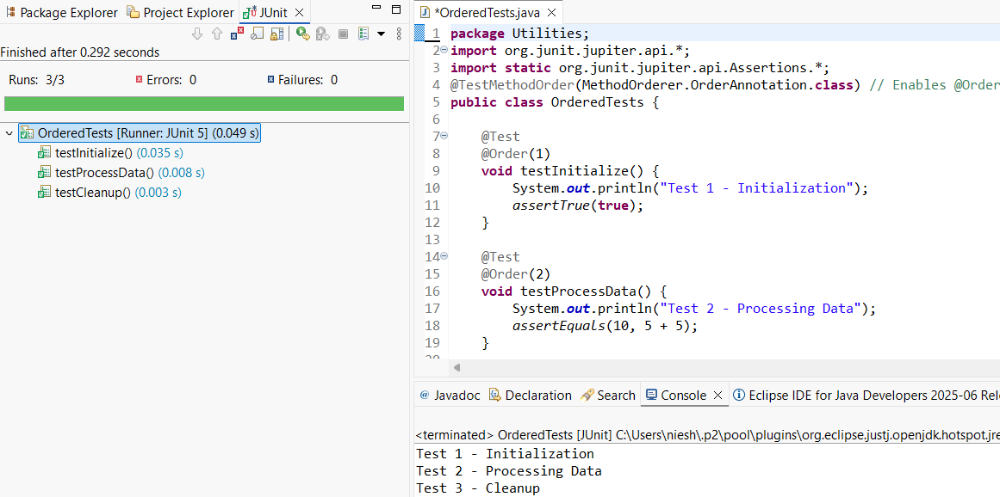 Package Explorer Project Explorer JUnit
Finished after 0.292 seconds
Runs: 3/3 Errors: 0 Failures: 0
OrderedTests [Runner: JUnit 5] (0.049 s)
testInitialize() (0.035 s)
testProcessData() (0.008 s)
testCleanup() (0.003 s)
*OrderedTests.java
1 package Utilities;
2 import org.junit.jupiter.api.*;
3 import static org.junit.jupiter.api.Assertions.*;
4 @TestMethodOrder(MethodOrderer.OrderAnnotation.class) // Enables @Order
5 public class OrderedTests {
6
7     @Test
8     @Order(1)
9     void testInitialize() {
10         System.out.println("Test 1 - Initialization");
11         assertTrue(true);
12     }
13
14     @Test
15     @Order(2)
16     void testProcessData() {
17         System.out.println("Test 2 - Processing Data");
18         assertEquals(10, 5 + 5);
19     }
Javadoc Declaration Search Console Eclipse IDE for Java Developers 2025-06 Rel
<terminated> OrderedTests [JUnit] C:\Users\niesh\.p2\pool\plugins\org.eclipse.justj.openjdk.hotspot.jre
Test 1 - Initialization
Test 2 - Processing Data
Test 3 - Cleanup